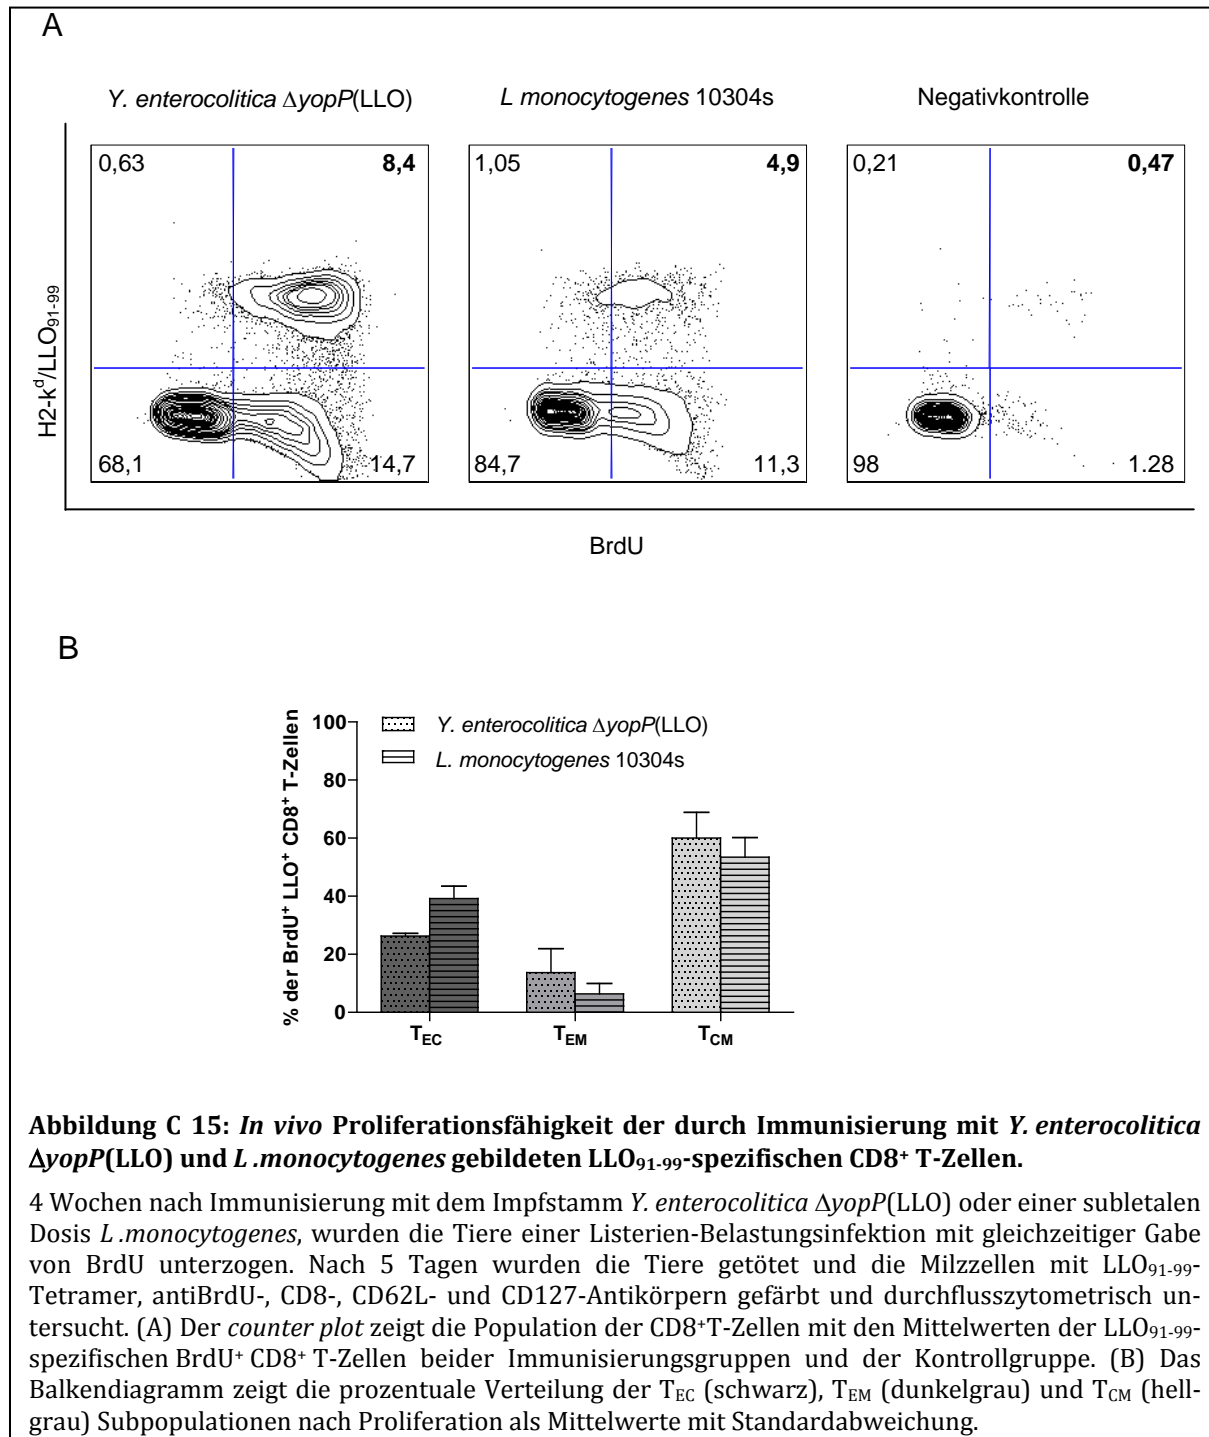 A
Y. enterocolitica ΔyopP(LLO)
L monocytogenes 10304s
Negativkontrolle
H2-k^d/LLO91-99
0,63 8,4
68,1 14,7
1,05 4,9
84,7 11,3
0,21 0,47
98 1.28
BrdU
B
% der BrdU+ LLO+ CD8+ T-Zellen
100
80
60
40
20
0
Y. enterocolitica ΔyopP(LLO)
L. monocytogenes 10304s
TEC TEM TCM
Abbildung C 15: In vivo Proliferationsfähigkeit der durch Immunisierung mit Y. enterocolitica
ΔyopP(LLO) und L .monocytogenes gebildeten LLO91-99-spezifischen CD8+ T-Zellen.
4 Wochen nach Immunisierung mit dem Impfstamm Y. enterocolitica ΔyopP(LLO) oder einer subletalen
Dosis L .monocytogenes, wurden die Tiere einer Listerien-Belastungsinfektion mit gleichzeitiger Gabe
von BrdU unterzogen. Nach 5 Tagen wurden die Tiere getötet und die Milzzellen mit LLO91-99-
Tetramer, antiBrdU-, CD8-, CD62L- und CD127-Antikörpern gefärbt und durchflusszytometrisch un-
tersucht. (A) Der counter plot zeigt die Population der CD8+T-Zellen mit den Mittelwerten der LLO91-99-
spezifischen BrdU+ CD8+ T-Zellen beider Immunisierungsgruppen und der Kontrollgruppe. (B) Das
Balkendiagramm zeigt die prozentuale Verteilung der TEC (schwarz), TEM (dunkelgrau) und TCM (hell-
grau) Subpopulationen nach Proliferation als Mittelwerte mit Standardabweichung.